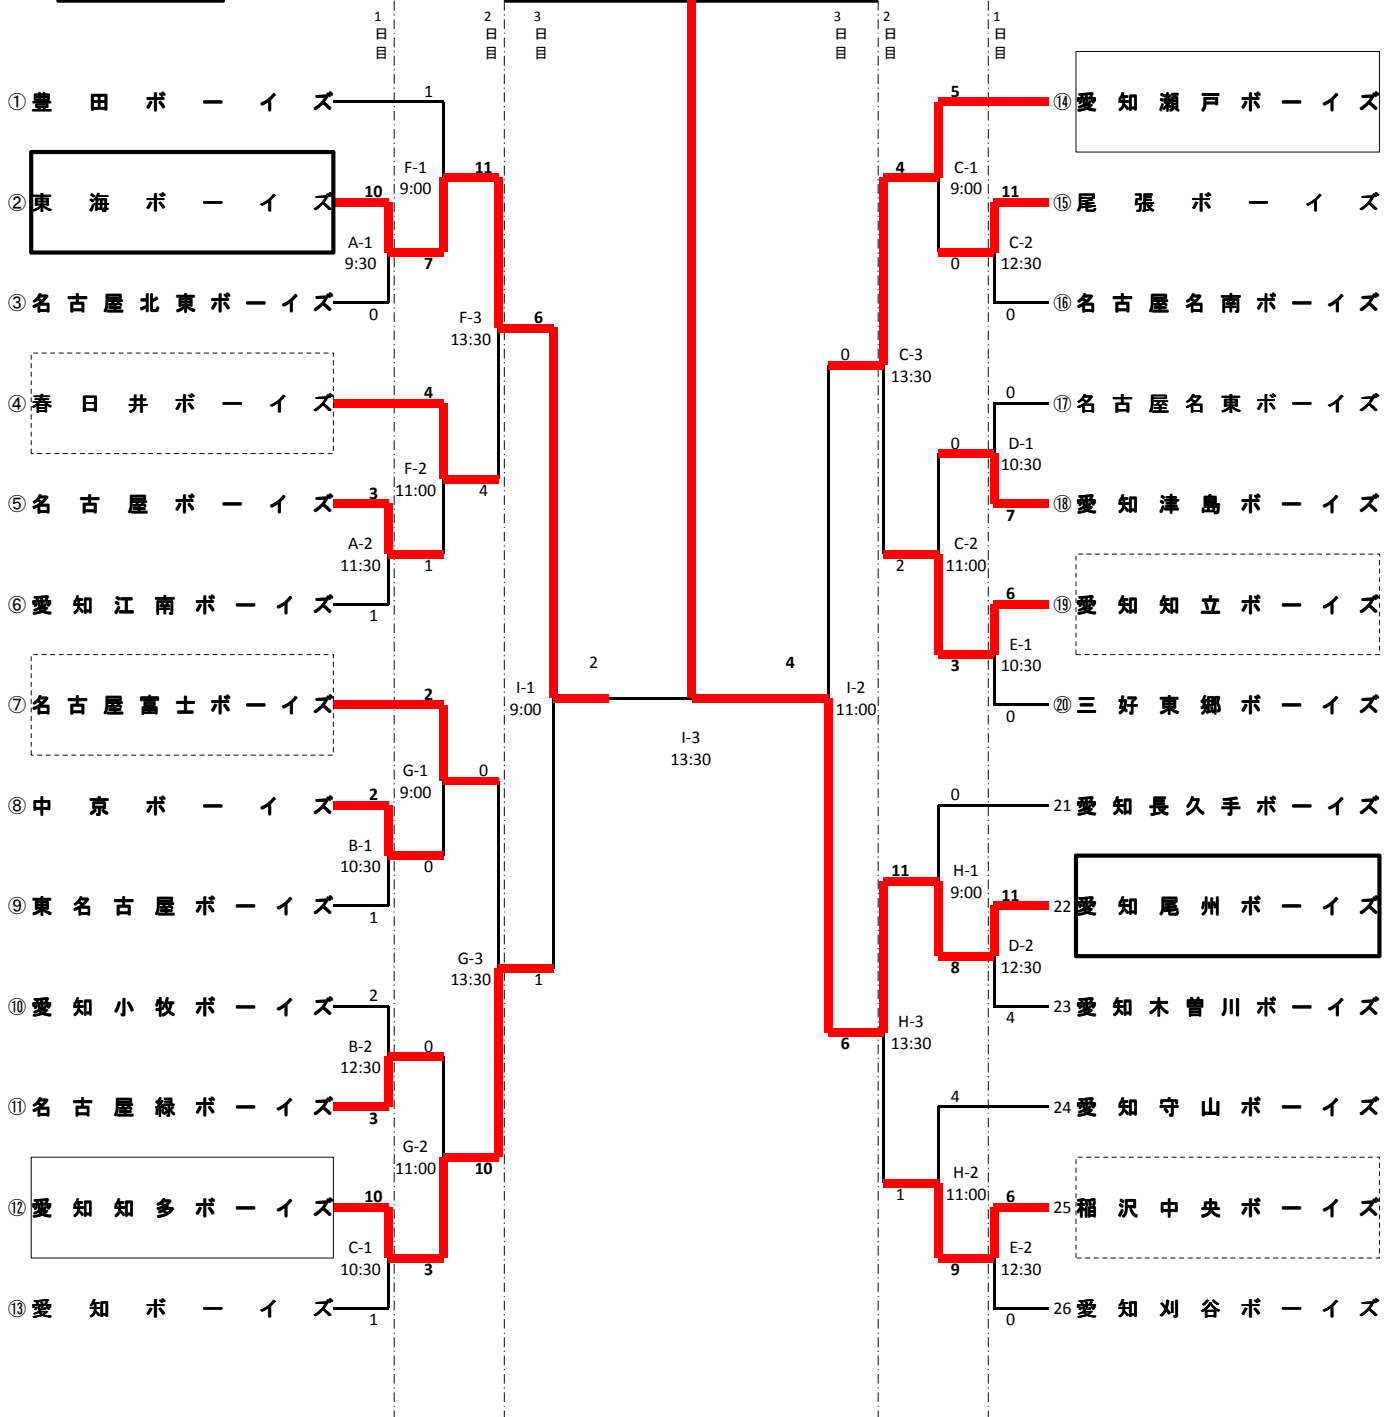 1日目
2日目
3日目
3日目
2日目
1日目
①豊田ボーイズ
1
F-1
9:00
11
②東海ボーイズ
10
A-1
9:30
7
③名古屋北東ボーイズ
0
F-3
13:30
6
④春日井ボーイズ
4
F-2
11:00
4
⑤名古屋ボーイズ
3
A-2
11:30
1
⑥愛知江南ボーイズ
1
I-1
9:00
2
⑦名古屋富士ボーイズ
2
G-1
9:00
0
⑧中京ボーイズ
2
B-1
10:30
0
⑨東名古屋ボーイズ
1
G-3
13:30
1
⑩愛知小牧ボーイズ
2
B-2
12:30
0
⑪名古屋緑ボーイズ
3
G-2
11:00
10
⑫愛知知多ボーイズ
10
C-1
10:30
3
⑬愛知ボーイズ
1
I-3
13:30
5
⑭愛知瀬戸ボーイズ
4
C-1
9:00
11
⑮尾張ボーイズ
0
C-2
12:30
⑯名古屋名南ボーイズ
0
0
C-3
13:30
0
⑰名古屋名東ボーイズ
0
D-1
10:30
⑱愛知津島ボーイズ
7
C-2
11:00
2
6
⑲愛知知立ボーイズ
3
E-1
10:30
⑳三好東郷ボーイズ
0
4
I-2
11:00
0
21愛知長久手ボーイズ
11
H-1
9:00
11
22愛知尾州ボーイズ
8
D-2
12:30
23愛知木曽川ボーイズ
4
6
H-3
13:30
4
24愛知守山ボーイズ
1
H-2
11:00
6
25稲沢中央ボーイズ
9
E-2
12:30
26愛知刈谷ボーイズ
0